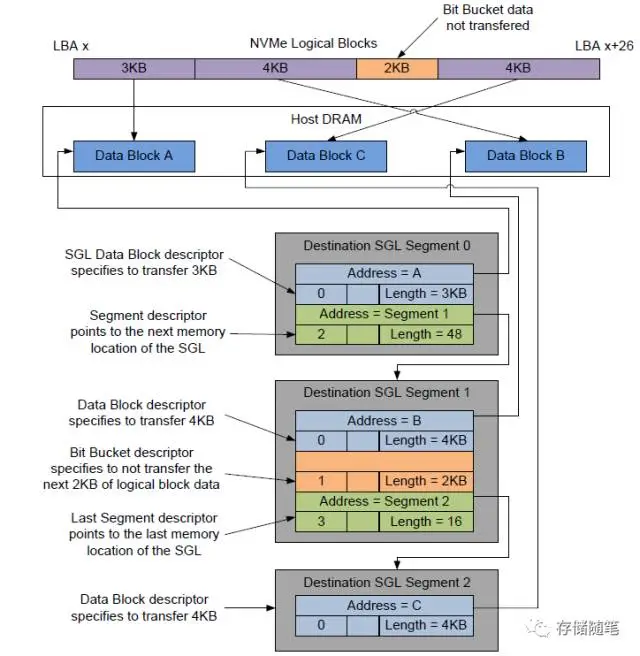 Bit Bucket data
not transfered
LBA x
NVMe Logical Blocks
LBA x+26
3KB
4KB
2KB
4KB
Host DRAM
Data Block A
Data Block C
Data Block B
Destination SGL Segment 0
SGL Data Block descriptor
specifies to transfer 3KB
Address = A
0
Length = 3KB
Segment descriptor
points to the next memory
location of the SGL
Address = Segment 1
2
Length = 48
Destination SGL Segment 1
Data Block descriptor
specifies to transfer 4KB
Address = B
0
Length = 4KB
Bit Bucket descriptor
specifies to not transfer the
next 2KB of logical block data
1
Length = 2KB
Last Segment descriptor
points to the last memory
location of the SGL
Address = Segment 2
3
Length = 16
Destination SGL Segment 2
Data Block descriptor
specifies to transfer 4KB
Address = C
0
Length = 4KB
存储随笔